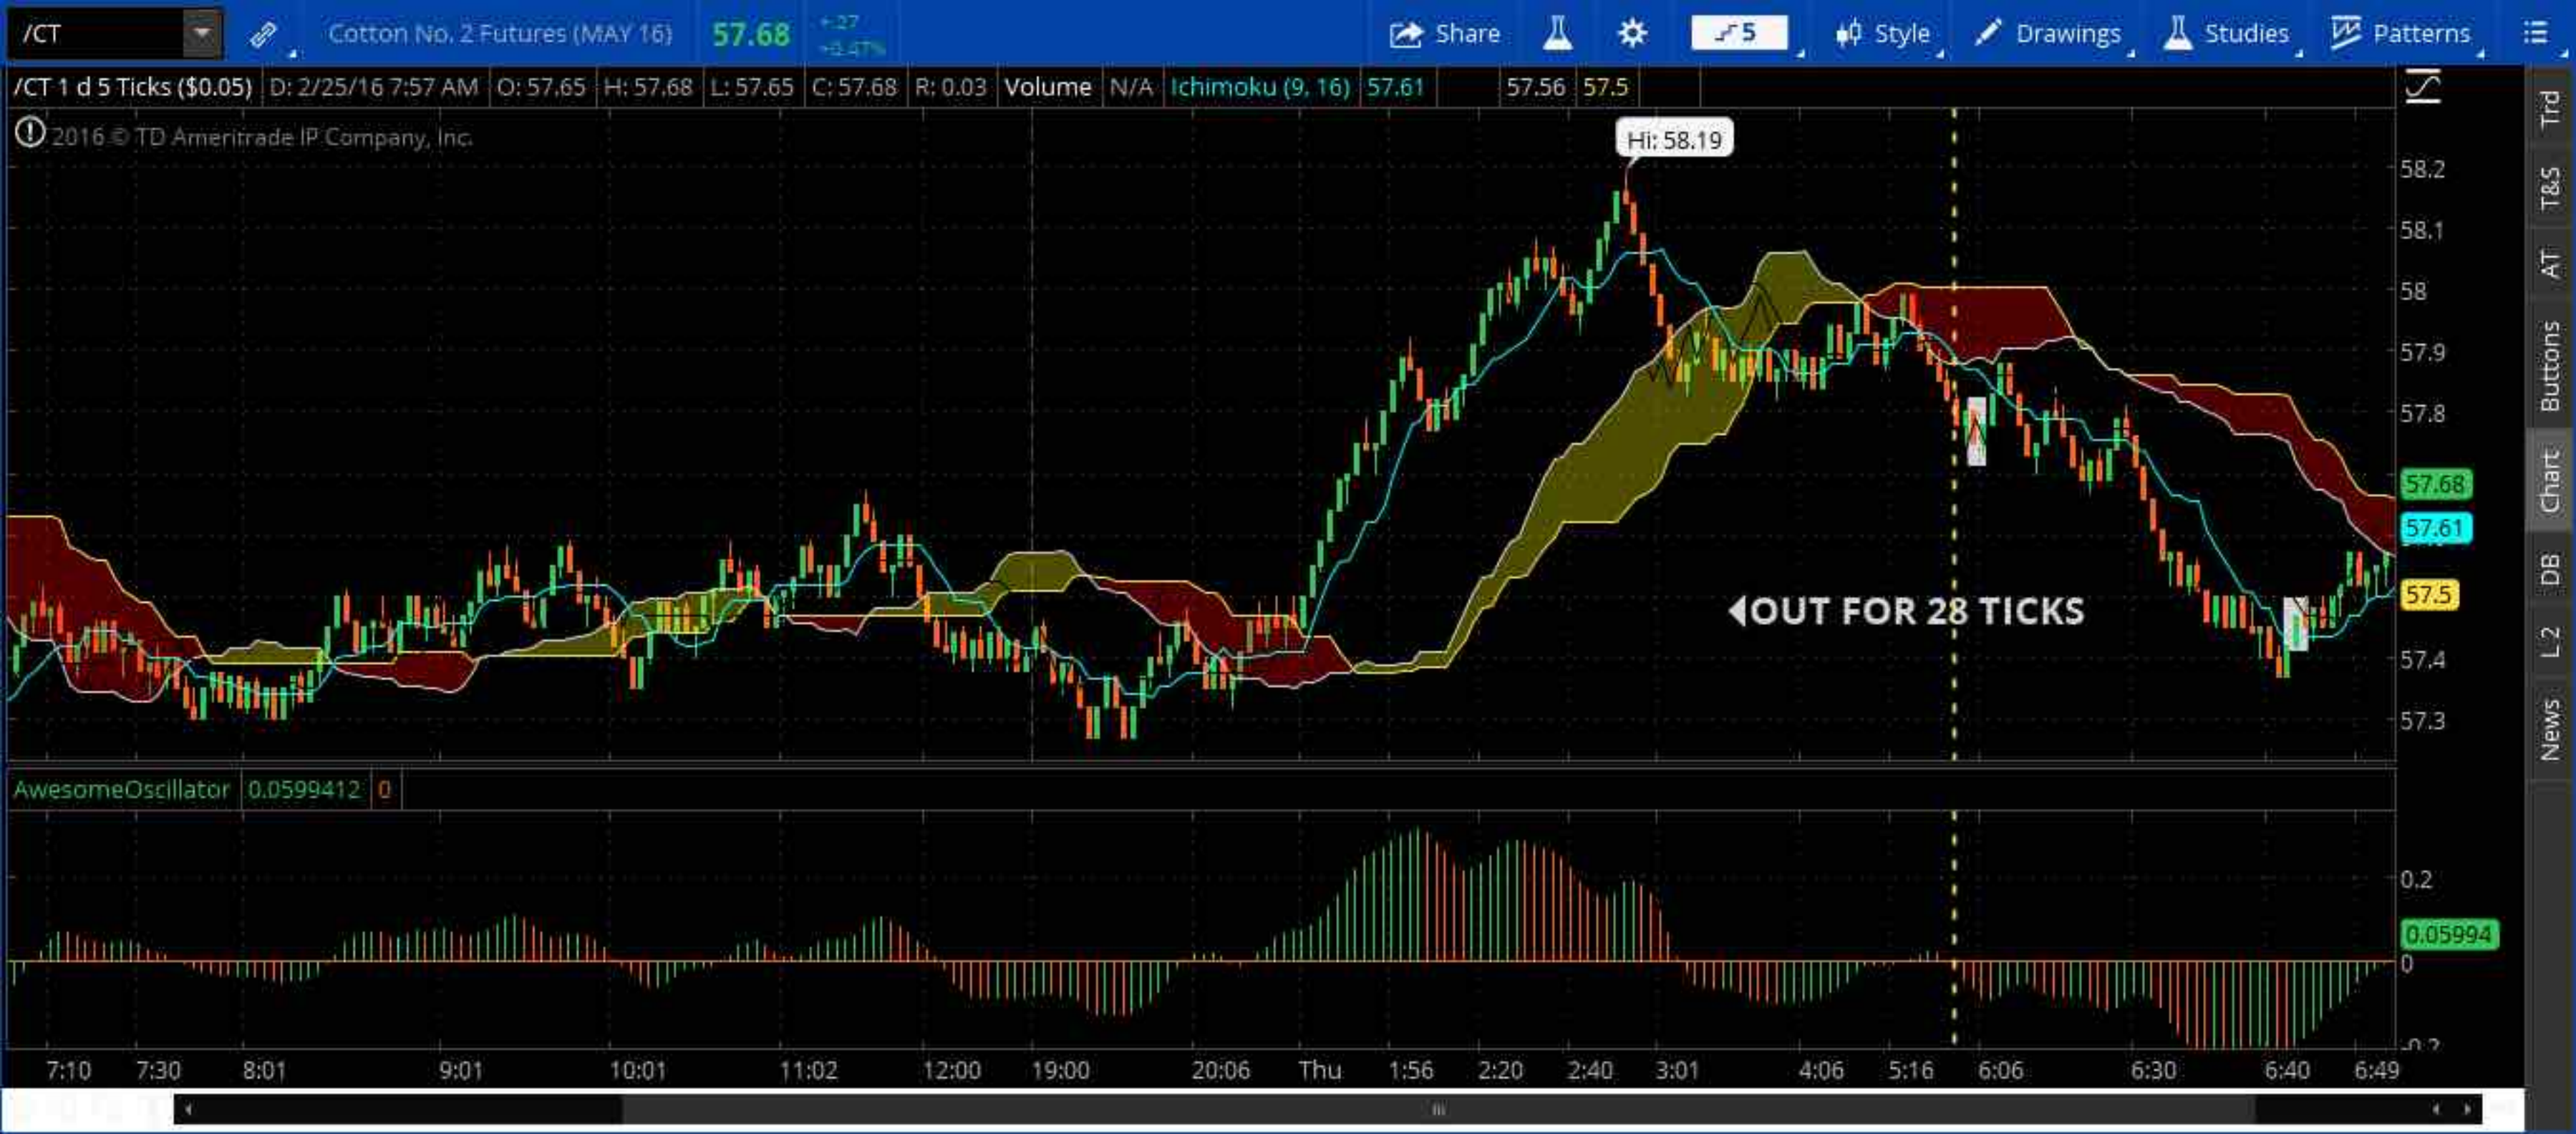 /CT Cotton No. 2 Futures (MAY 16) 57.68 +.27 Share 5 Style Drawings Studies Patterns
+0.47%
/CT 1 d 5 Ticks ($0.05) D: 2/25/16 7:57 AM O: 57.65 H: 57.68 L: 57.65 C: 57.68 R: 0.03 Volume N/A Ichimoku (9, 16) 57.61 57.56 57.5
2016 © TD Ameritrade IP Company, Inc.
Hi: 58.19
58.2
58.1
58
57.9
57.8
57.68
57.61
57.5
57.4
57.3
OUT FOR 28 TICKS
AwesomeOscillator 0.0599412 0
0.2
0.05994
0
-0.2
7:10 7:30 8:01 9:01 10:01 11:02 12:00 19:00 20:06 Thu 1:56 2:20 2:40 3:01 4:06 5:16 6:06 6:30 6:40 6:49
Trd
T&S
AT
Buttons
Chart
DB
L2
News